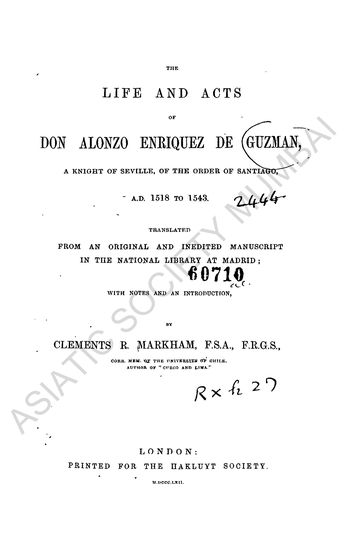 THE
LIFE AND ACTS
OF
DON ALONZO ENRIQUEZ DE GUZMAN,
A KNIGHT OF SEVILLE, OF THE ORDER OF SANTIAGO,
A.D. 1518 TO 1543.
2444
TRANSLATED
FROM AN ORIGINAL AND INEDITED MANUSCRIPT
IN THE NATIONAL LIBRARY AT MADRID;
60710
WITH NOTES AND AN INTRODUCTION,
BY
CLEMENTS R. MARKHAM, F.S.A., F.R.G.S.,
CORR. MEM. OF THE UNIVERSITY OF CHILE.
AUTHOR OF "CUZCO AND LIMA."
LONDON:
PRINTED FOR THE HAKLUYT SOCIETY.
M.DCCC.LXII.
ASIATIC SOCIETY MUMBAI